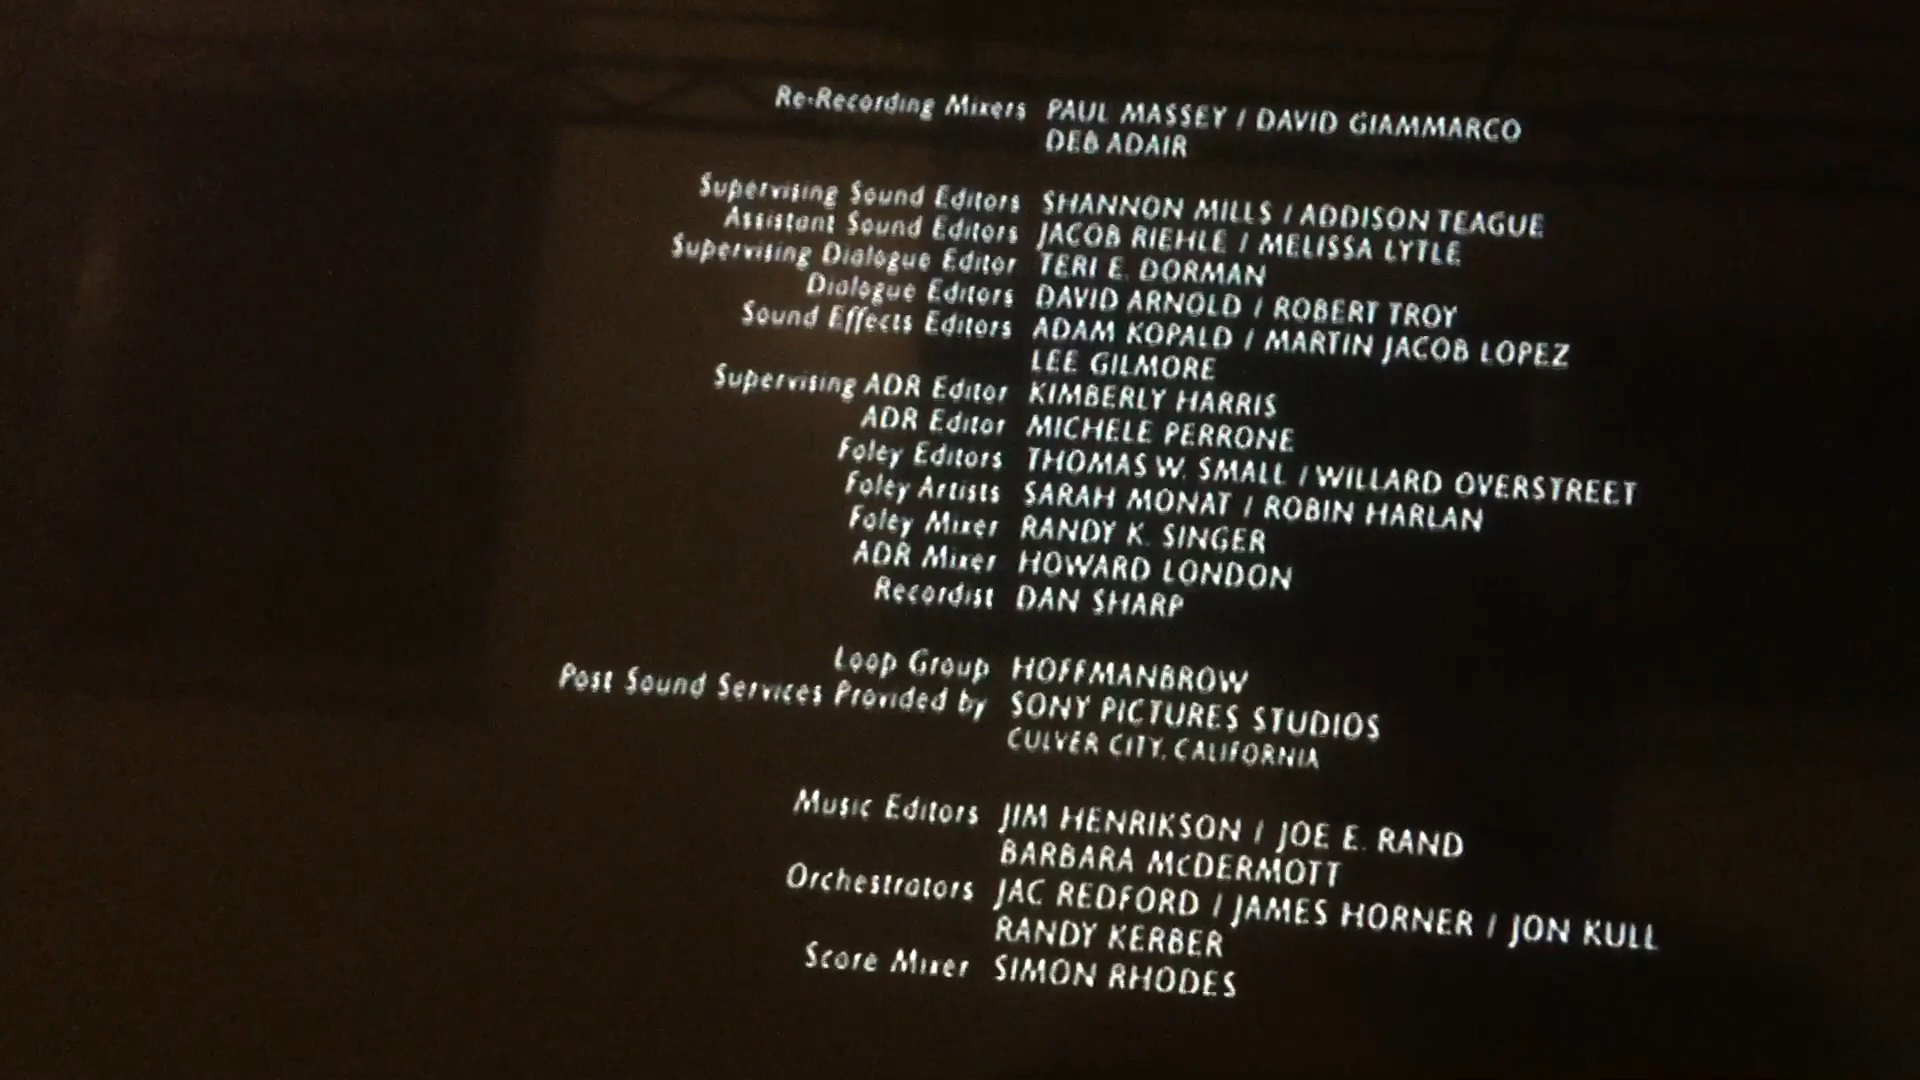 Re-Recording Mixers PAUL MASSEY / DAVID GIAMMARCO
DEB ADAIR
Supervising Sound Editors SHANNON MILLS / ADDISON TEAGUE
Assistant Sound Editors JACOB RIEHLE / MELISSA LYTLE
Supervising Dialogue Editor TERI E. DORMAN
Dialogue Editors DAVID ARNOLD / ROBERT TROY
Sound Effects Editors ADAM KOPALD / MARTIN JACOB LOPEZ
LEE GILMORE
Supervising ADR Editor KIMBERLY HARRIS
ADR Editor MICHELE PERRONE
Foley Editors THOMAS W. SMALL / WILLARD OVERSTREET
Foley Artists SARAH MONAT / ROBIN HARLAN
Foley Mixer RANDY K. SINGER
ADR Mixer HOWARD LONDON
Recordist DAN SHARP
Loop Group HOFFMANBROW
Post Sound Services Provided by SONY PICTURES STUDIOS
CULVER CITY, CALIFORNIA
Music Editors JIM HENRIKSON / JOE E. RAND
BARBARA McDERMOTT
Orchestrators JAC REDFORD / JAMES HORNER / JON KULL
RANDY KERBER
Score Mixer SIMON RHODES